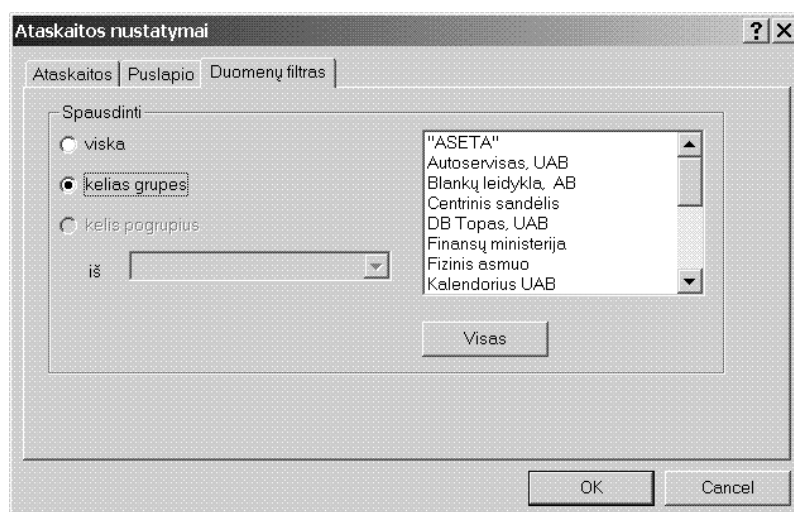 Ataskaitos nustatymai
Ataskaitos Puslapio Duomenų filtras
Spausdinti
viska
kelias grupes
kelis pogrupius
iš
"ASETA"
Autoservisas, UAB
Blankų leidykla, AB
Centrinis sandėlis
DB Topas, UAB
Finansų ministerija
Fizinis asmuo
Kalendorius UAB
Visas
OK Cancel